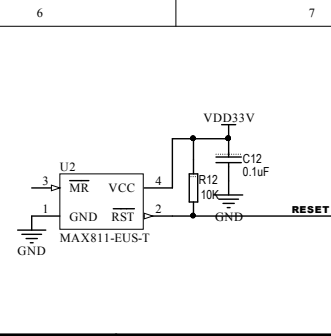 6 7
VDD33V
U2
C12
0.1uF
3 MR VCC 4
R12
10K
1 GND RST 2
GND
RESET
MAX811-EUS-T
GND